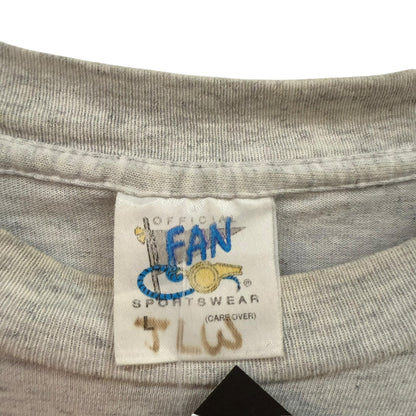 OFFICIAL
FAN
®
SPORTSWEAR
L (CARE OVER)
JLW